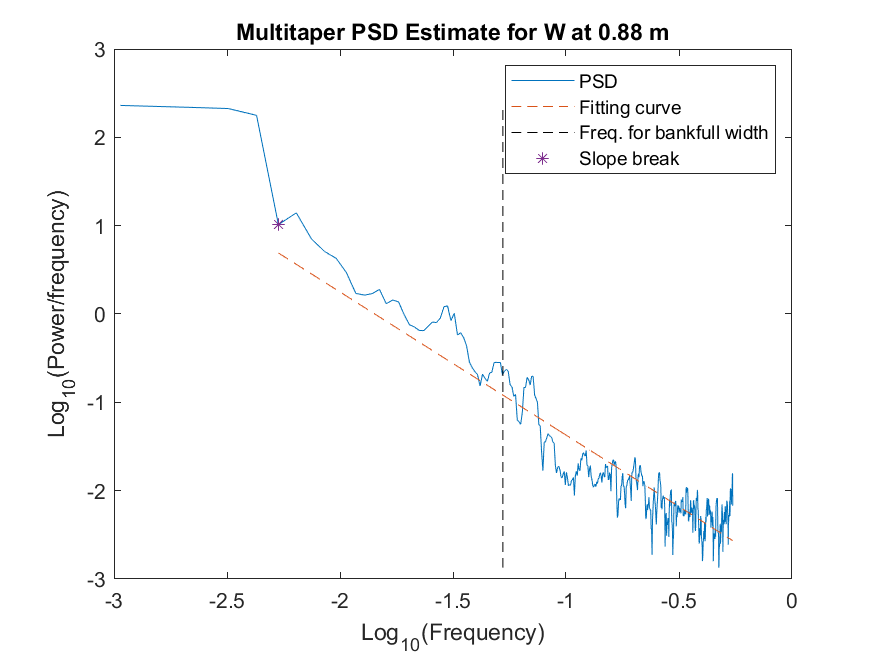 Multitaper PSD Estimate for W at 0.88 m
PSD
Fitting curve
Freq. for bankfull width
Slope break
3
2
1
0
-1
-2
-3
Log10(Power/frequency)
-3
-2.5
-2
-1.5
-1
-0.5
0
Log10(Frequency)